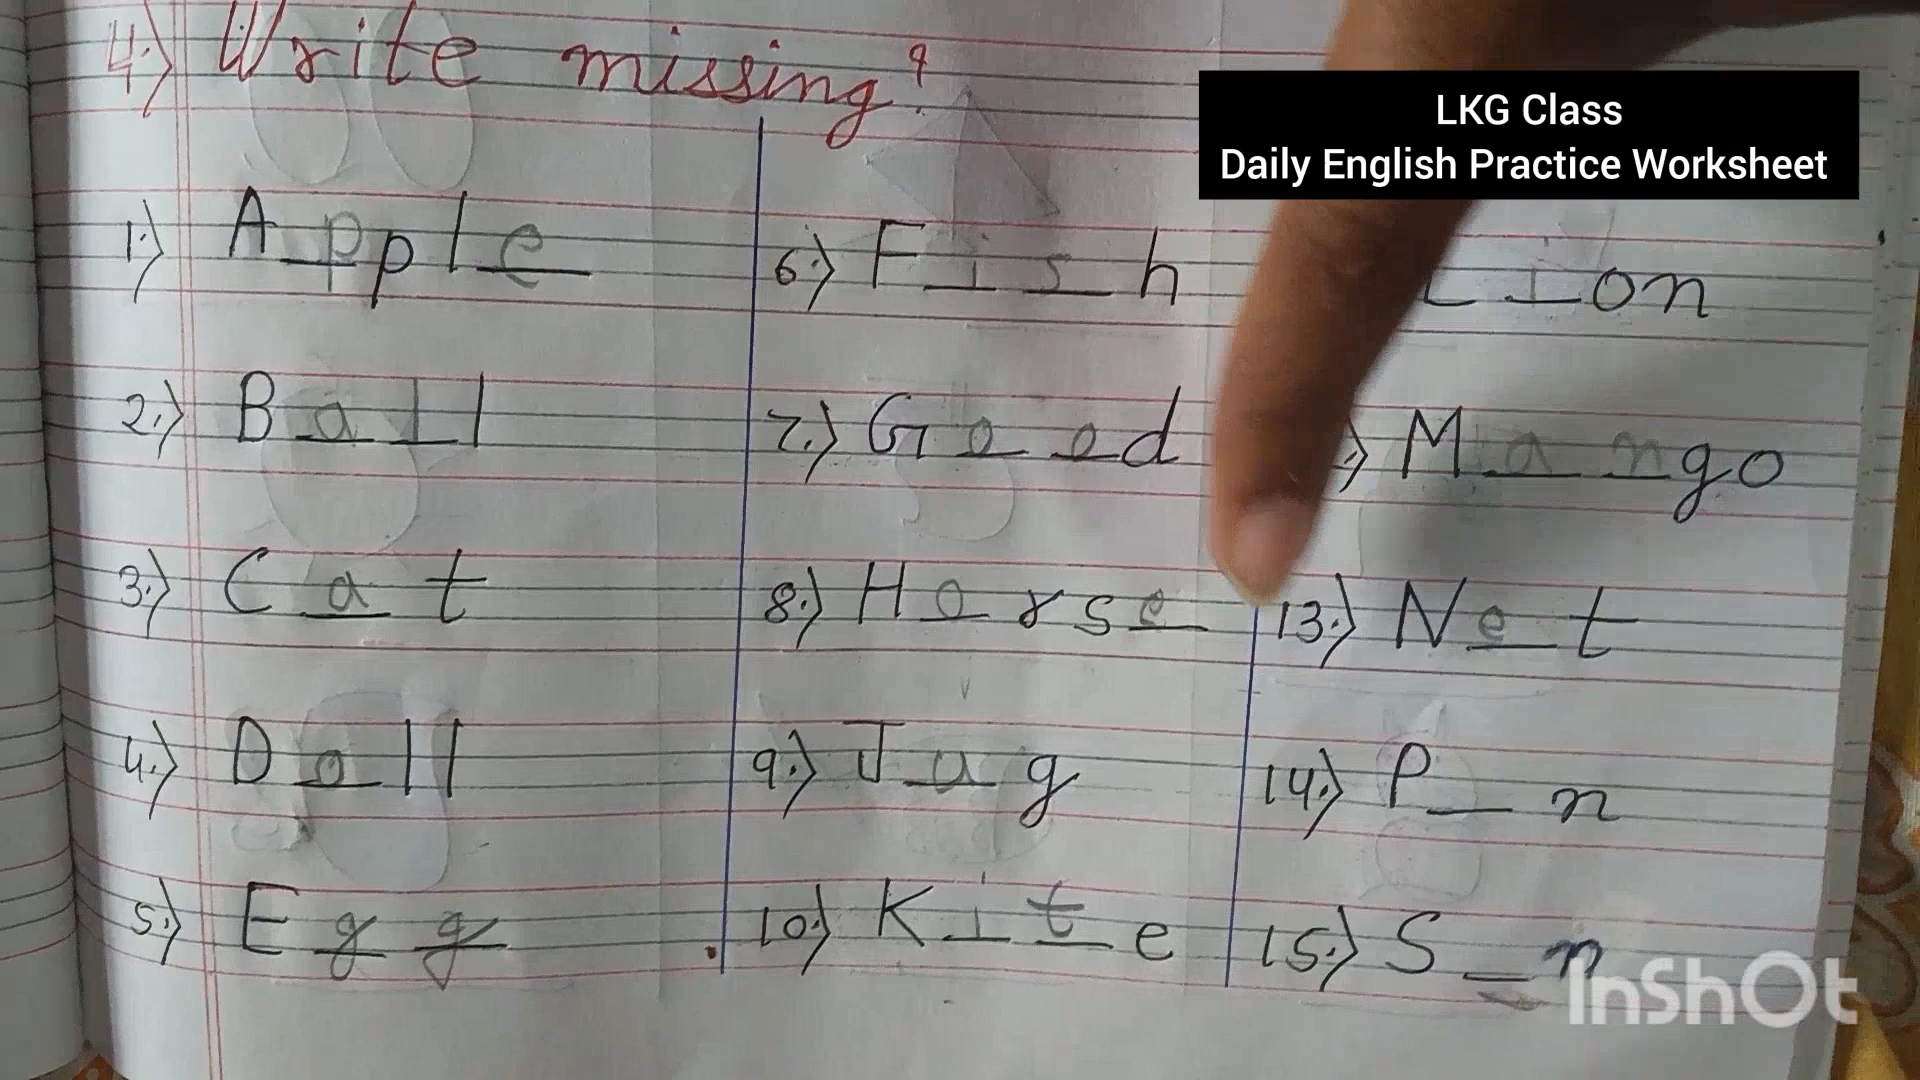 4.) Write missing?
LKG Class
Daily English Practice Worksheet
1.) Apple
2.) Ball
3.) Cat
4.) Doll
5.) Egg
6.) Fish
7.) Good
8.) Horse
9.) Jug
10.) Kite
Lion
.) Mango
13.) Net
14.) P_n
15.) S_n
InShOt